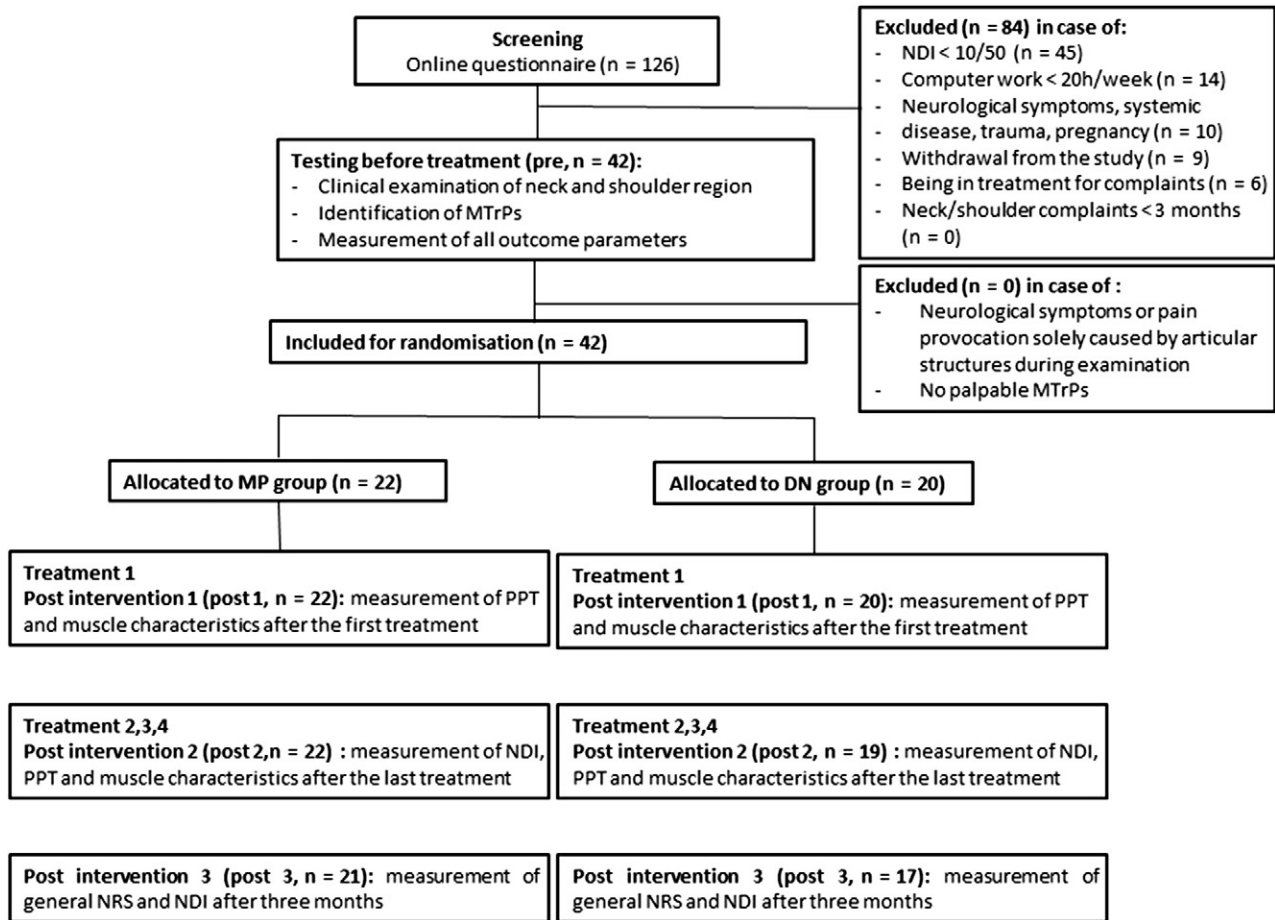 Screening
Online questionnaire (n = 126)
Excluded (n = 84) in case of:
- NDI < 10/50 (n = 45)
- Computer work < 20h/week (n = 14)
- Neurological symptoms, systemic
- disease, trauma, pregnancy (n = 10)
- Withdrawal from the study (n = 9)
- Being in treatment for complaints (n = 6)
- Neck/shoulder complaints < 3 months
(n = 0)
Testing before treatment (pre, n = 42):
- Clinical examination of neck and shoulder region
- Identification of MTrPs
- Measurement of all outcome parameters
Excluded (n = 0) in case of :
- Neurological symptoms or pain
provocation solely caused by articular
structures during examination
- No palpable MTrPs
Included for randomisation (n = 42)
Allocated to MP group (n = 22)
Allocated to DN group (n = 20)
Treatment 1
Post intervention 1 (post 1, n = 22): measurement of PPT
and muscle characteristics after the first treatment
Treatment 1
Post intervention 1 (post 1, n = 20): measurement of PPT
and muscle characteristics after the first treatment
Treatment 2,3,4
Post intervention 2 (post 2,n = 22) : measurement of NDI,
PPT and muscle characteristics after the last treatment
Treatment 2,3,4
Post intervention 2 (post 2, n = 19) : measurement of NDI,
PPT and muscle characteristics after the last treatment
Post intervention 3 (post 3, n = 21): measurement of
general NRS and NDI after three months
Post intervention 3 (post 3, n = 17): measurement of
general NRS and NDI after three months